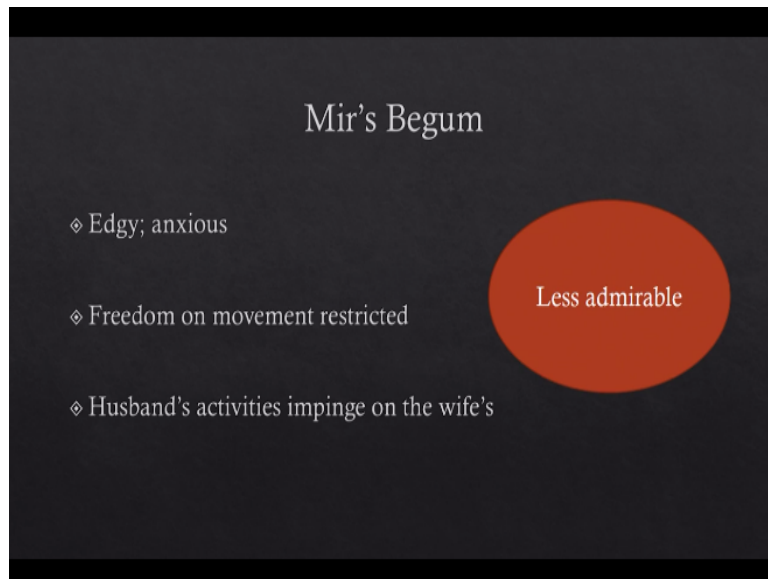 Mir's Begum
Edgy; anxious
Less admirable
Freedom on movement restricted
Husband's activities impinge on the wife's